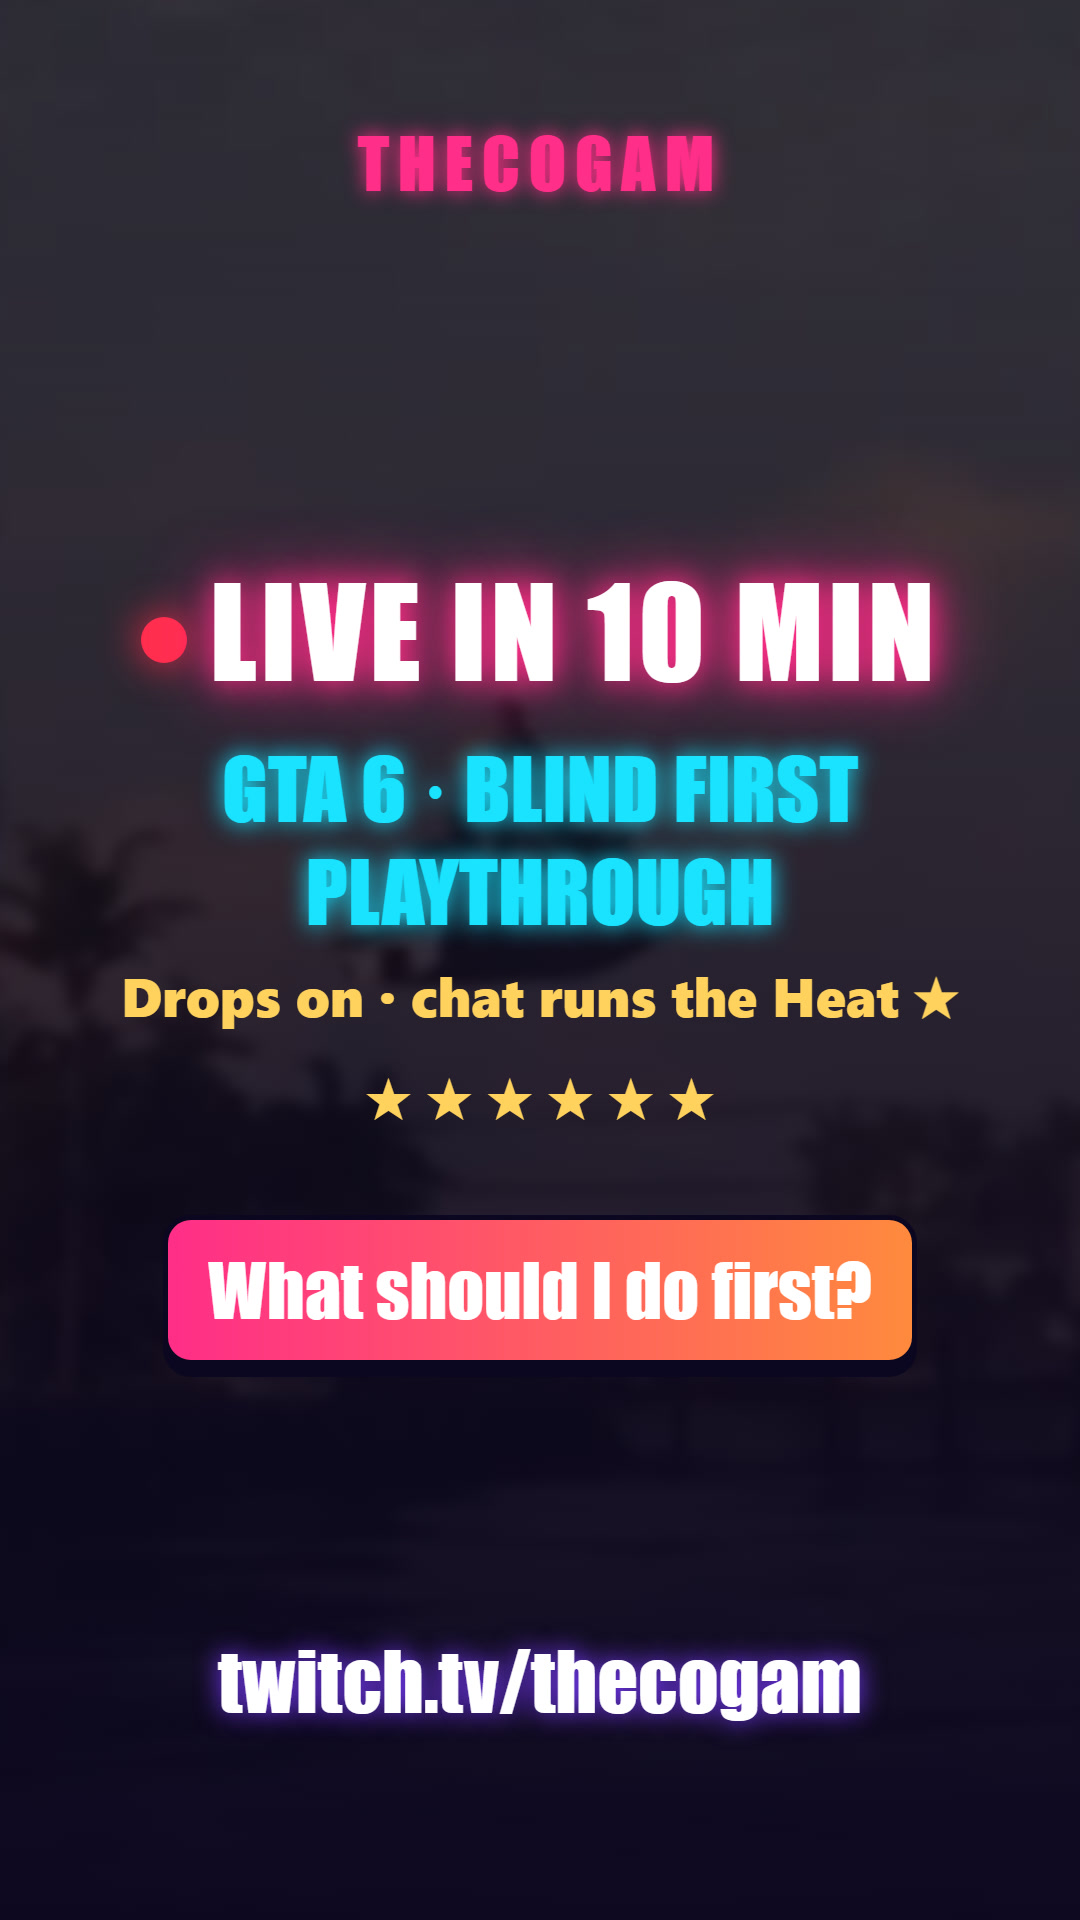 THECOGAM
LIVE IN 10 MIN
GTA 6 · BLIND FIRST
PLAYTHROUGH
Drops on · chat runs the Heat ★
★ ★ ★ ★ ★ ★
What should I do first?
twitch.tv/thecogam